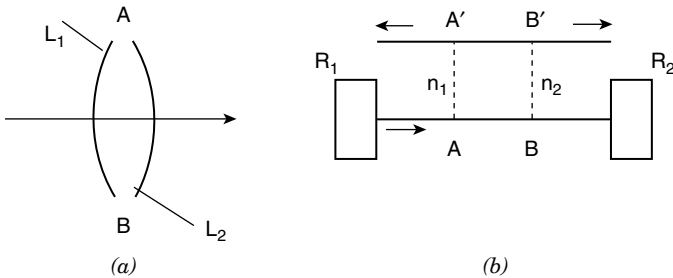 A
L₁
B
L₂
(a)
A′ B′
R₁ R₂
n₁ n₂
A B
(b)